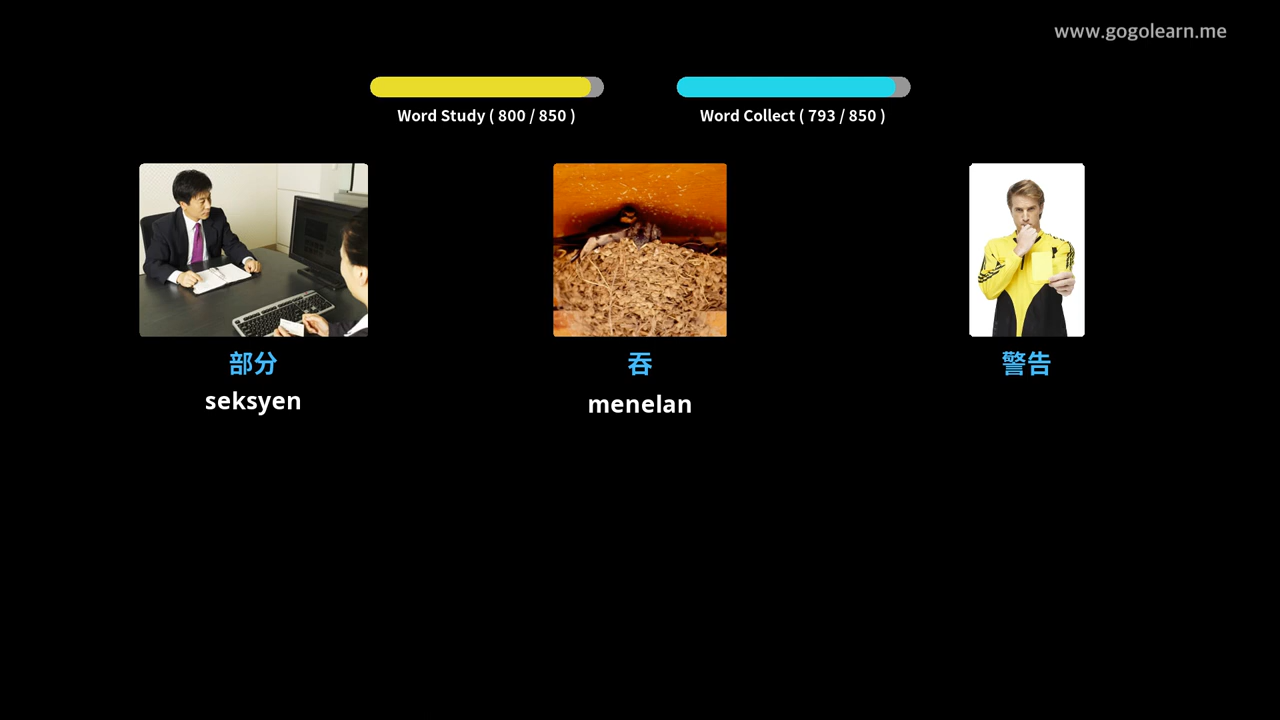 www.gogolearn.me
Word Study ( 800 / 850 )
Word Collect ( 793 / 850 )
部分
吞
警告
seksyen
menelan